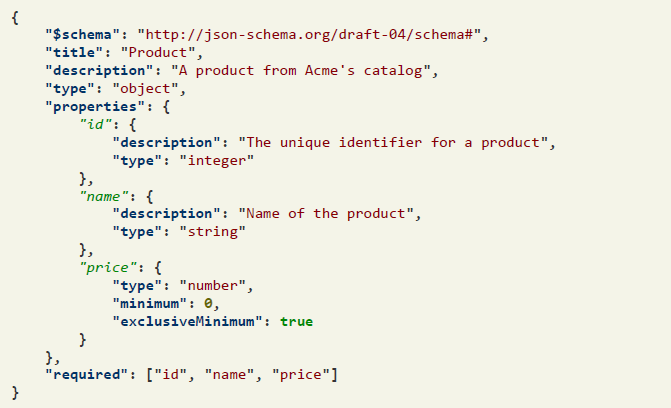 {
    "$schema": "http://json-schema.org/draft-04/schema#",
    "title": "Product",
    "description": "A product from Acme's catalog",
    "type": "object",
    "properties": {
        "id": {
            "description": "The unique identifier for a product",
            "type": "integer"
        },
        "name": {
            "description": "Name of the product",
            "type": "string"
        },
        "price": {
            "type": "number",
            "minimum": 0,
            "exclusiveMinimum": true
        }
    },
    "required": ["id", "name", "price"]
}